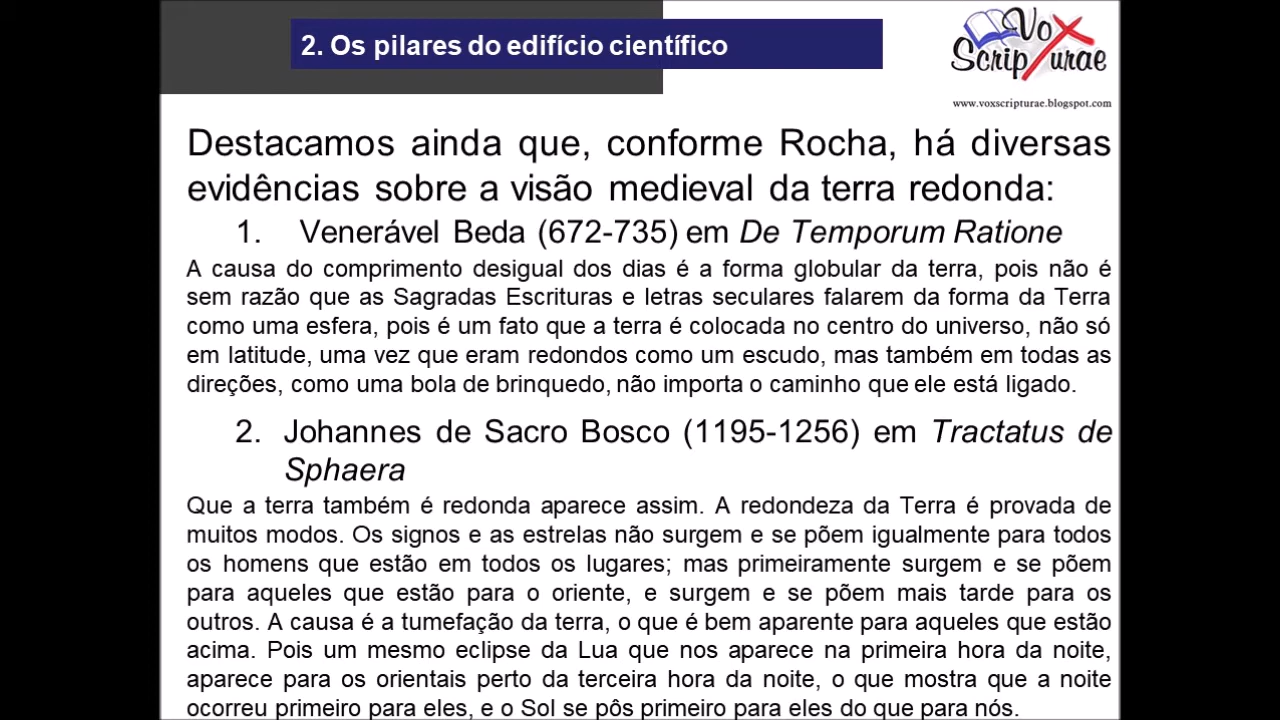 2. Os pilares do edifício científico
Vox
Scripturae
www.voxscripturae.blogspot.com
Destacamos ainda que, conforme Rocha, há diversas
evidências sobre a visão medieval da terra redonda:
1. Venerável Beda (672-735) em De Temporum Ratione
A causa do comprimento desigual dos dias é a forma globular da terra, pois não é
sem razão que as Sagradas Escrituras e letras seculares falarem da forma da Terra
como uma esfera, pois é um fato que a terra é colocada no centro do universo, não só
em latitude, uma vez que eram redondos como um escudo, mas também em todas as
direções, como uma bola de brinquedo, não importa o caminho que ele está ligado.
2. Johannes de Sacro Bosco (1195-1256) em Tractatus de
Sphaera
Que a terra também é redonda aparece assim. A redondeza da Terra é provada de
muitos modos. Os signos e as estrelas não surgem e se põem igualmente para todos
os homens que estão em todos os lugares; mas primeiramente surgem e se põem
para aqueles que estão para o oriente, e surgem e se põem mais tarde para os
outros. A causa é a tumefação da terra, o que é bem aparente para aqueles que estão
acima. Pois um mesmo eclipse da Lua que nos aparece na primeira hora da noite,
aparece para os orientais perto da terceira hora da noite, o que mostra que a noite
ocorreu primeiro para eles, e o Sol se pôs primeiro para eles do que para nós.